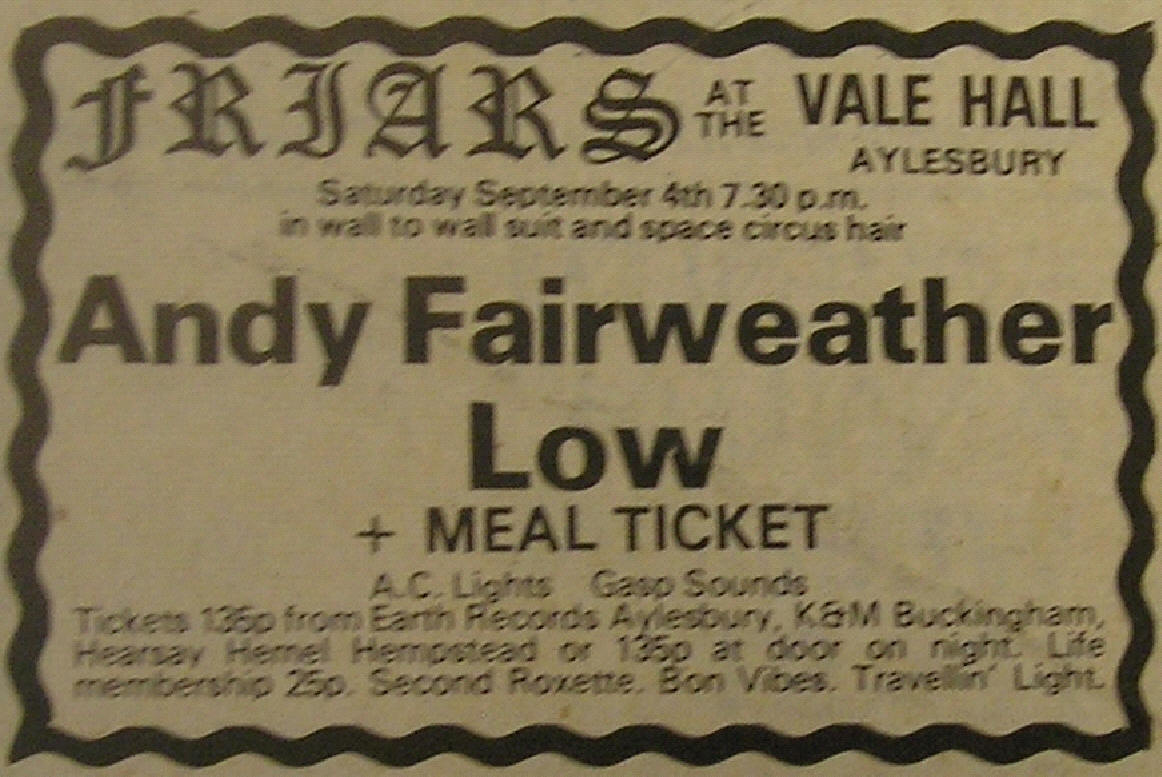 FRIARS AT THE VALE HALL
AYLESBURY
Saturday September 4th 7.30 p.m.
in wall to wall suit and space circus hair
Andy Fairweather
Low
+ MEAL TICKET
A.C. Lights Gasp Sounds
Tickets 135p from Earth Records Aylesbury, K&M Buckingham,
Hearsay Hemel Hempstead or 135p at door on night. Life
membership 25p. Second Roxette. Bon Vibes. Travellin' Light.